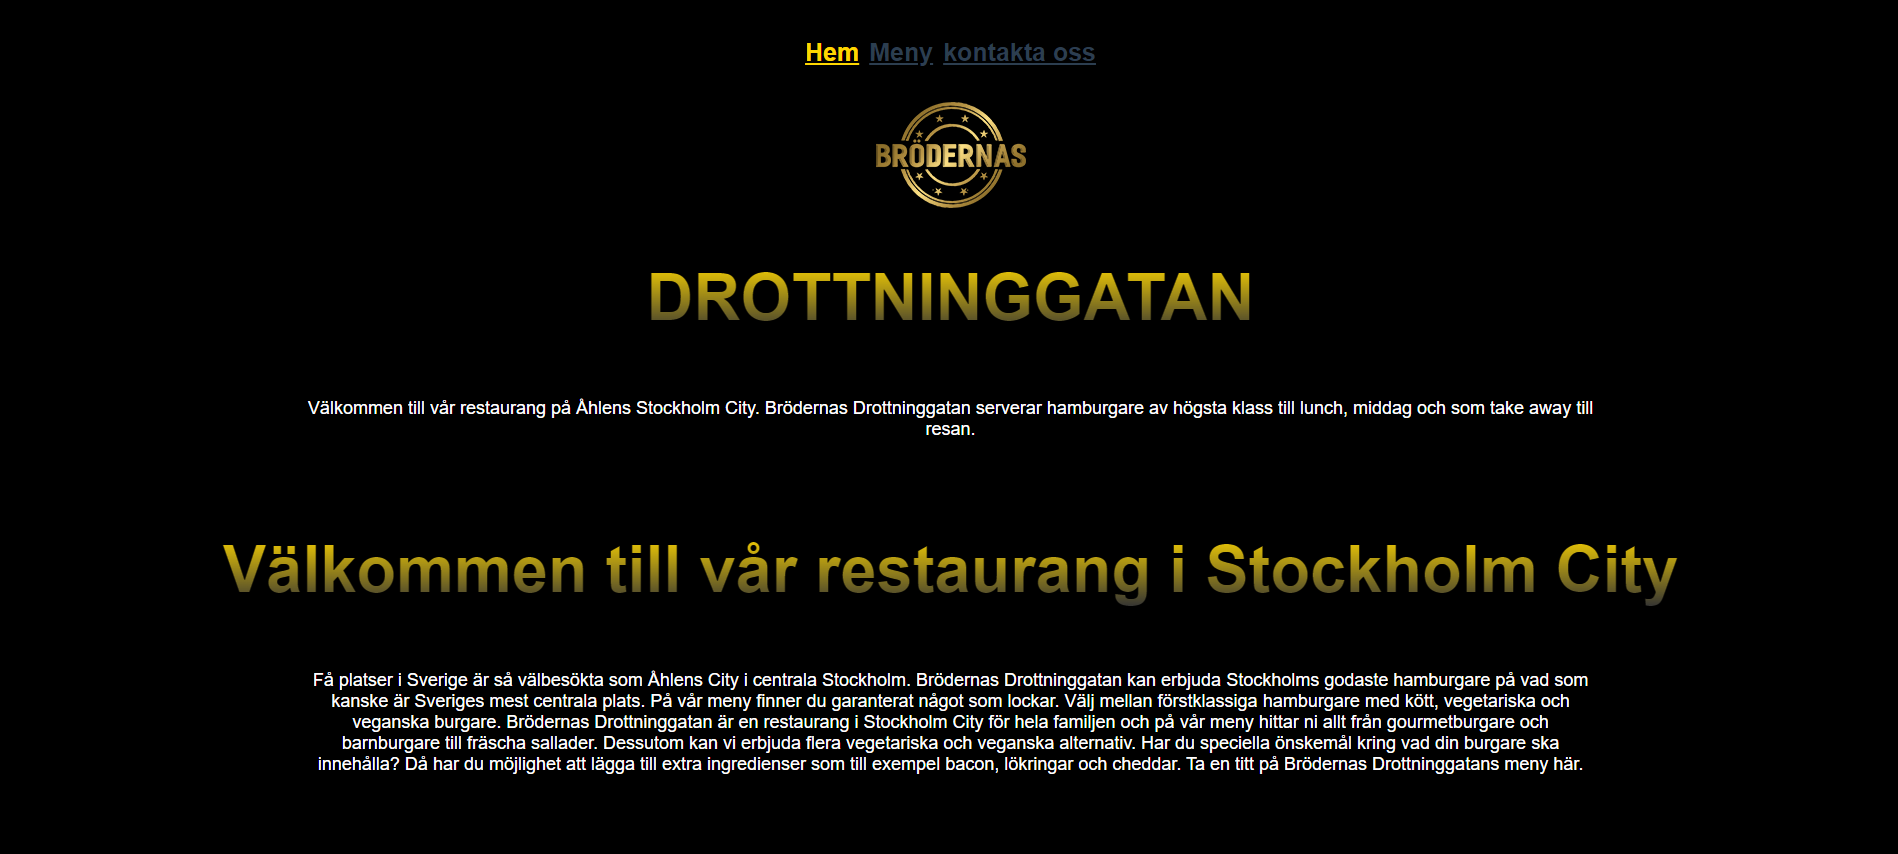 Hem Meny kontakta oss
BRÖDERNAS
DROTTNINGGATAN
Välkommen till vår restaurang på Åhlens Stockholm City. Brödernas Drottninggatan serverar hamburgare av högsta klass till lunch, middag och som take away till
resan.
Välkommen till vår restaurang i Stockholm City
Få platser i Sverige är så välbesökta som Åhlens City i centrala Stockholm. Brödernas Drottninggatan kan erbjuda Stockholms godaste hamburgare på vad som
kanske är Sveriges mest centrala plats. På vår meny finner du garanterat något som lockar. Välj mellan förstklassiga hamburgare med kött, vegetariska och
veganska burgare. Brödernas Drottninggatan är en restaurang i Stockholm City för hela familjen och på vår meny hittar ni allt från gourmetburgare och
barnburgare till fräscha sallader. Dessutom kan vi erbjuda flera vegetariska och veganska alternativ. Har du speciella önskemål kring vad din burgare ska
innehålla? Då har du möjlighet att lägga till extra ingredienser som till exempel bacon, lökringar och cheddar. Ta en titt på Brödernas Drottninggatans meny här.